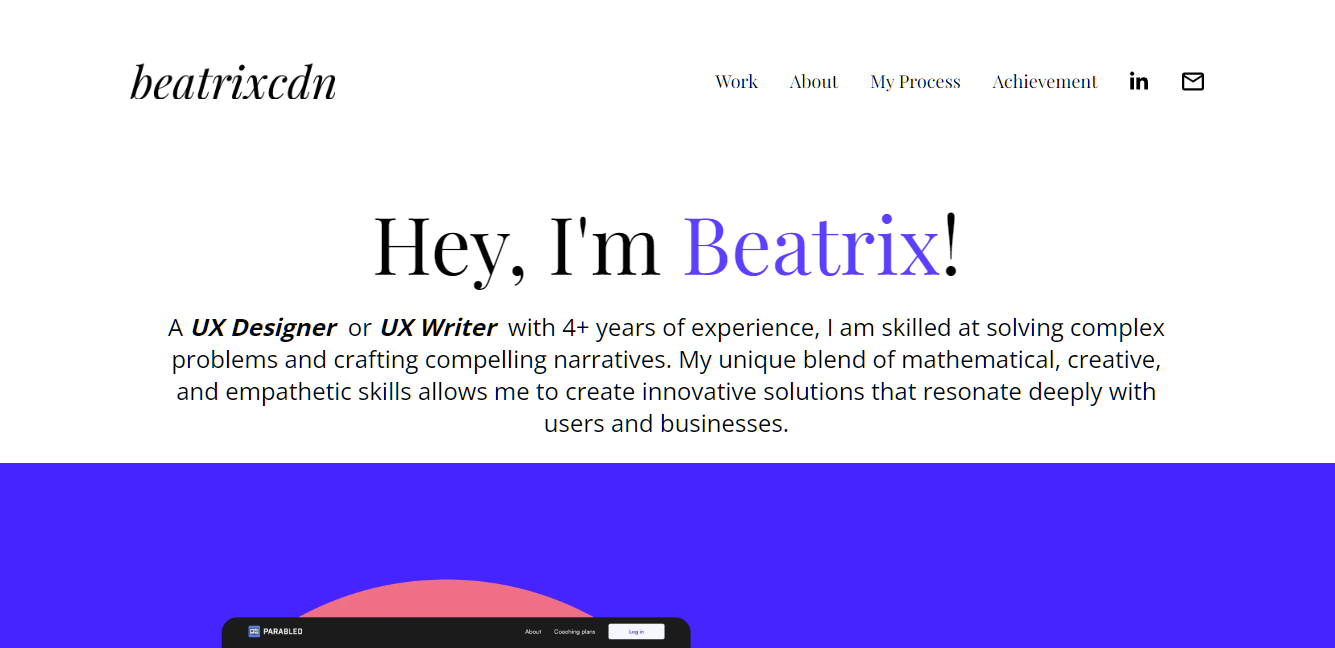 beatrixcdn
Work About My Process Achievement in
Hey, I'm Beatrix!
A UX Designer or UX Writer with 4+ years of experience, I am skilled at solving complex
problems and crafting compelling narratives. My unique blend of mathematical, creative,
and empathetic skills allows me to create innovative solutions that resonate deeply with
users and businesses.
PARABLED About Coaching plans Log in